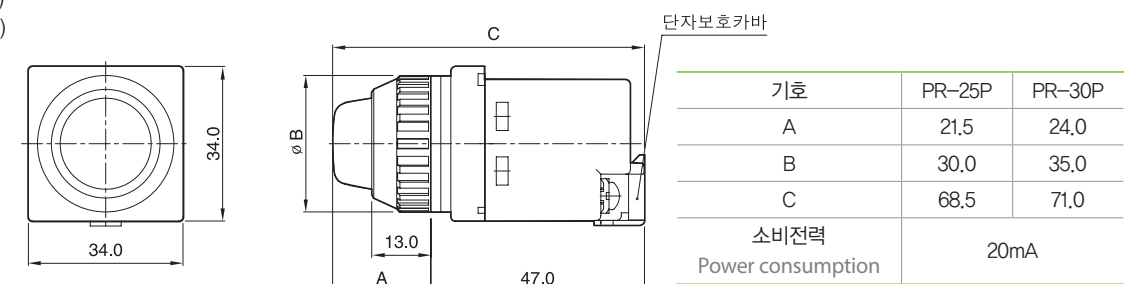 )
)
34.0
34.0
C
단자보호카바
ø B
13.0
A
47.0
기호 PR-25P PR-30P
A 21.5 24.0
B 30.0 35.0
C 68.5 71.0
소비전력 20mA
Power consumption